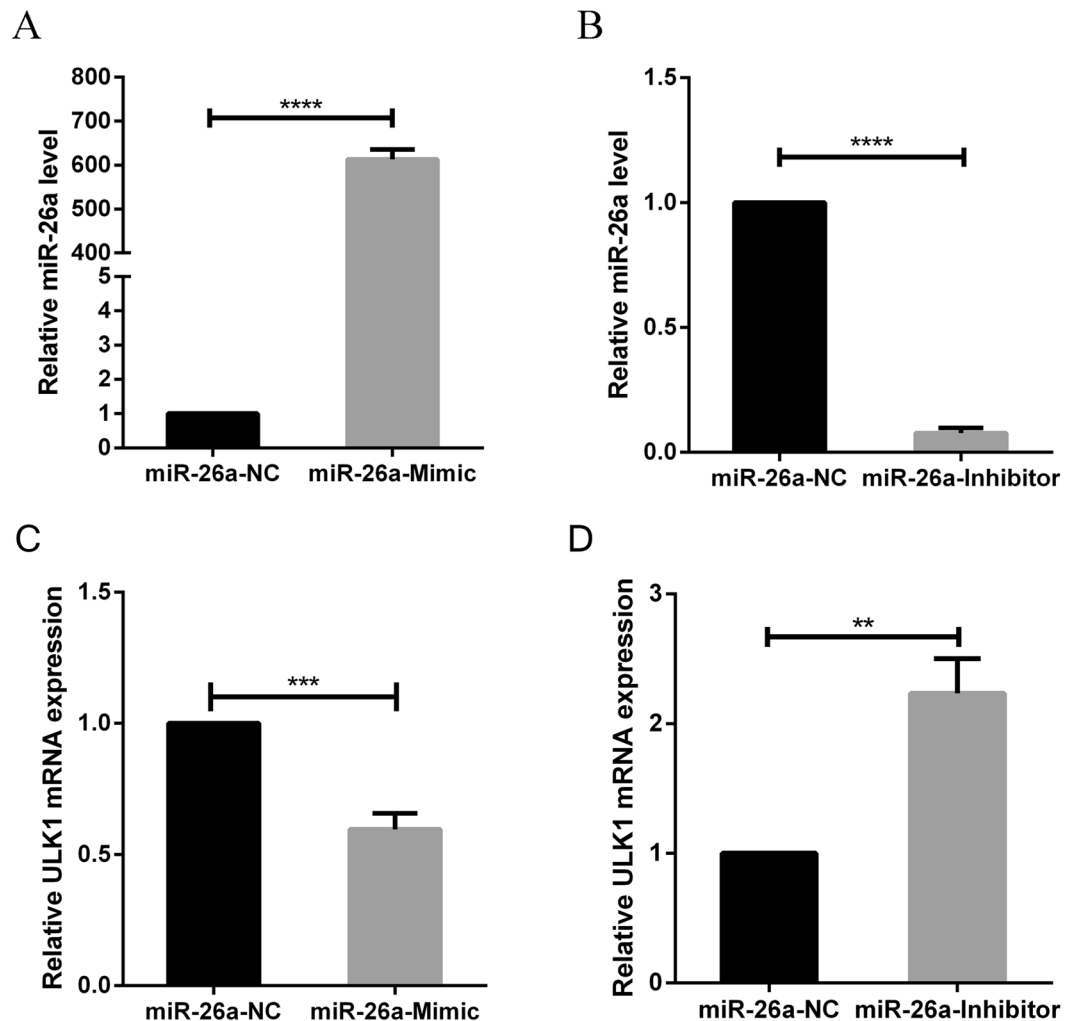 A
Relative miR-26a level
800
700
600
500
400
5
4
3
2
1
0
****
miR-26a-NC
miR-26a-Mimic
B
Relative miR-26a level
1.5
1.0
0.5
0.0
****
miR-26a-NC
miR-26a-Inhibitor
C
Relative ULK1 mRNA expression
1.5
1.0
0.5
0.0
***
miR-26a-NC
miR-26a-Mimic
D
Relative ULK1 mRNA expression
3
2
1
0
**
miR-26a-NC
miR-26a-Inhibitor